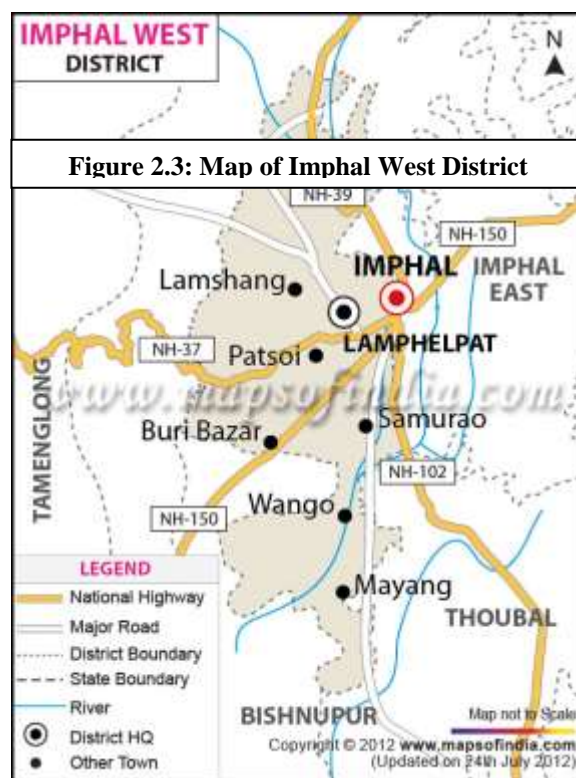 IMPHAL WEST
DISTRICT
N
Figure 2.3: Map of Imphal West District
NH-39
NH-150
IMPHAL
IMPHAL
EAST
Lamshang
LAMPHELPAT
NH-37
Patsoi
www.mapsofindia.com
Buri Bazar
Samurao
TAMENGLONG
NH-102
Wango
NH-150
Mayang
THOUBAL
BISHNUPUR
LEGEND
National Highway
Major Road
District Boundary
State Boundary
River
District HQ
Other Town
Map not to Scale
Copyright © 2012 www.mapsofindia.com
(Updated on 24th July 2012)